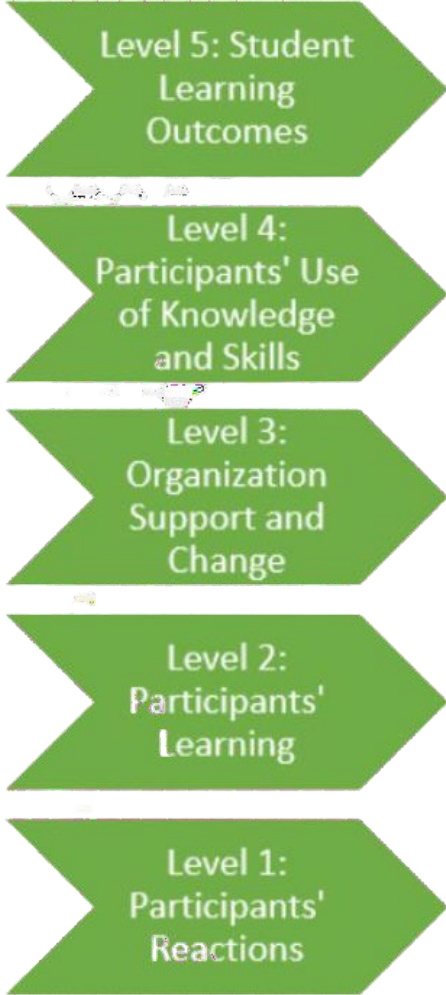 Level 5: Student
Learning
Outcomes
Level 4:
Participants' Use
of Knowledge
and Skills
Level 3:
Organization
Support and
Change
Level 2:
Participants'
Learning
Level 1:
Participants'
Reactions